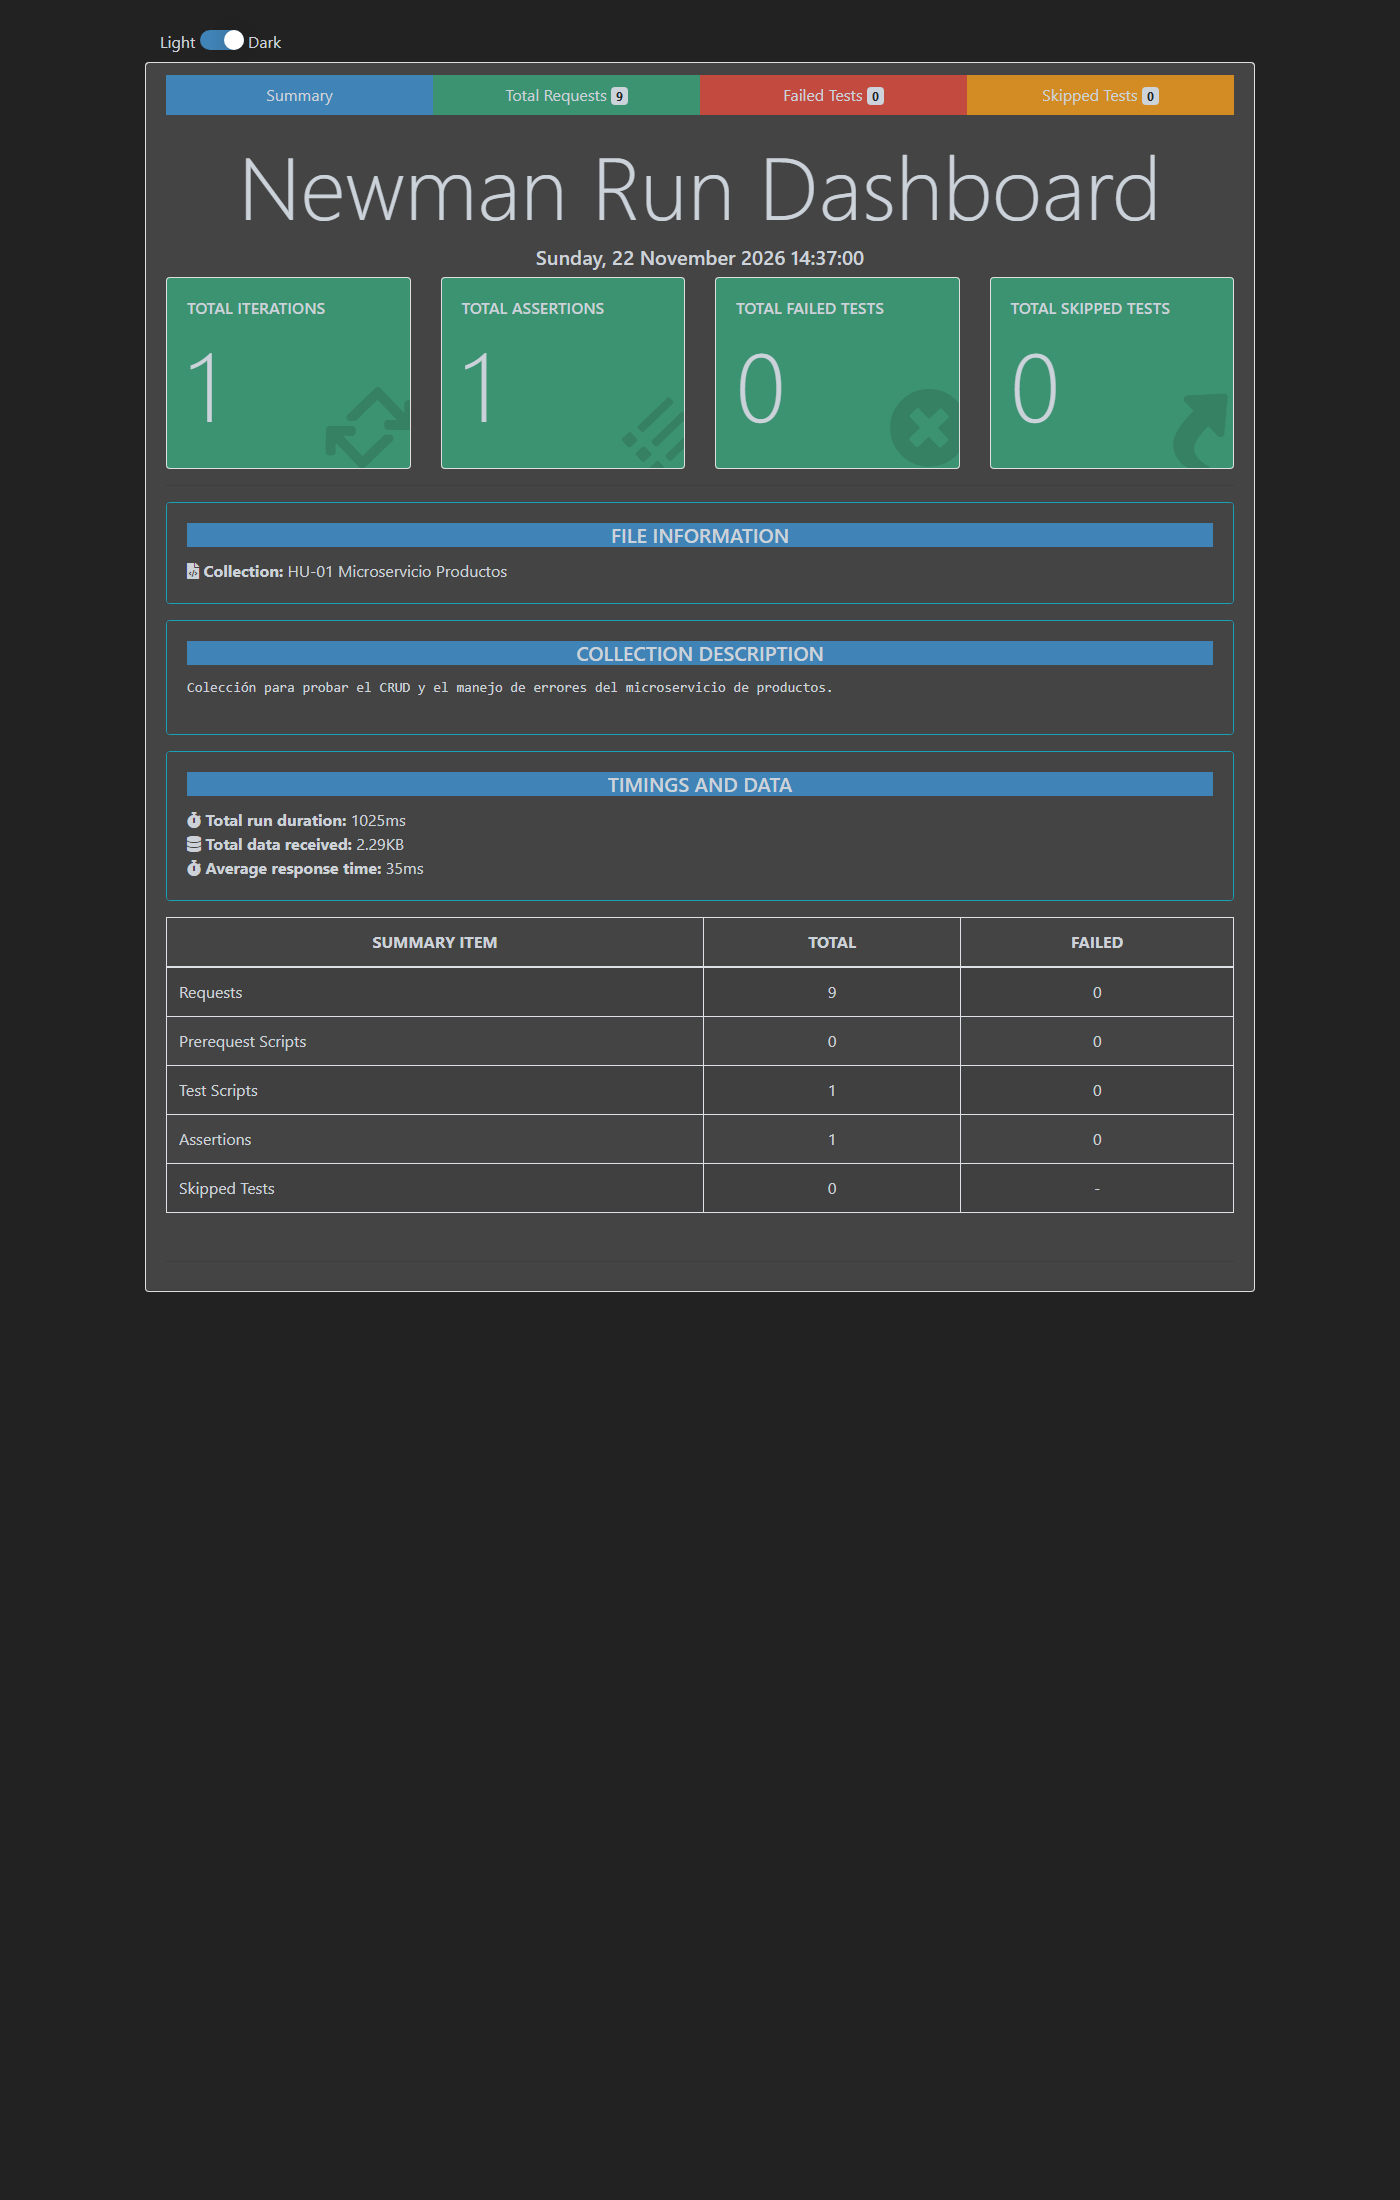 Light Dark
Summary Total Requests 9 Failed Tests 0 Skipped Tests 0
Newman Run Dashboard
Sunday, 22 November 2026 14:37:00
TOTAL ITERATIONS TOTAL ASSERTIONS TOTAL FAILED TESTS TOTAL SKIPPED TESTS
1 1 0 0
FILE INFORMATION
Collection: HU-01 Microservicio Productos
COLLECTION DESCRIPTION
Colección para probar el CRUD y el manejo de errores del microservicio de productos.
TIMINGS AND DATA
Total run duration: 1025ms
Total data received: 2.29KB
Average response time: 35ms
SUMMARY ITEM TOTAL FAILED
Requests 9 0
Prerequest Scripts 0 0
Test Scripts 1 0
Assertions 1 0
Skipped Tests 0 -